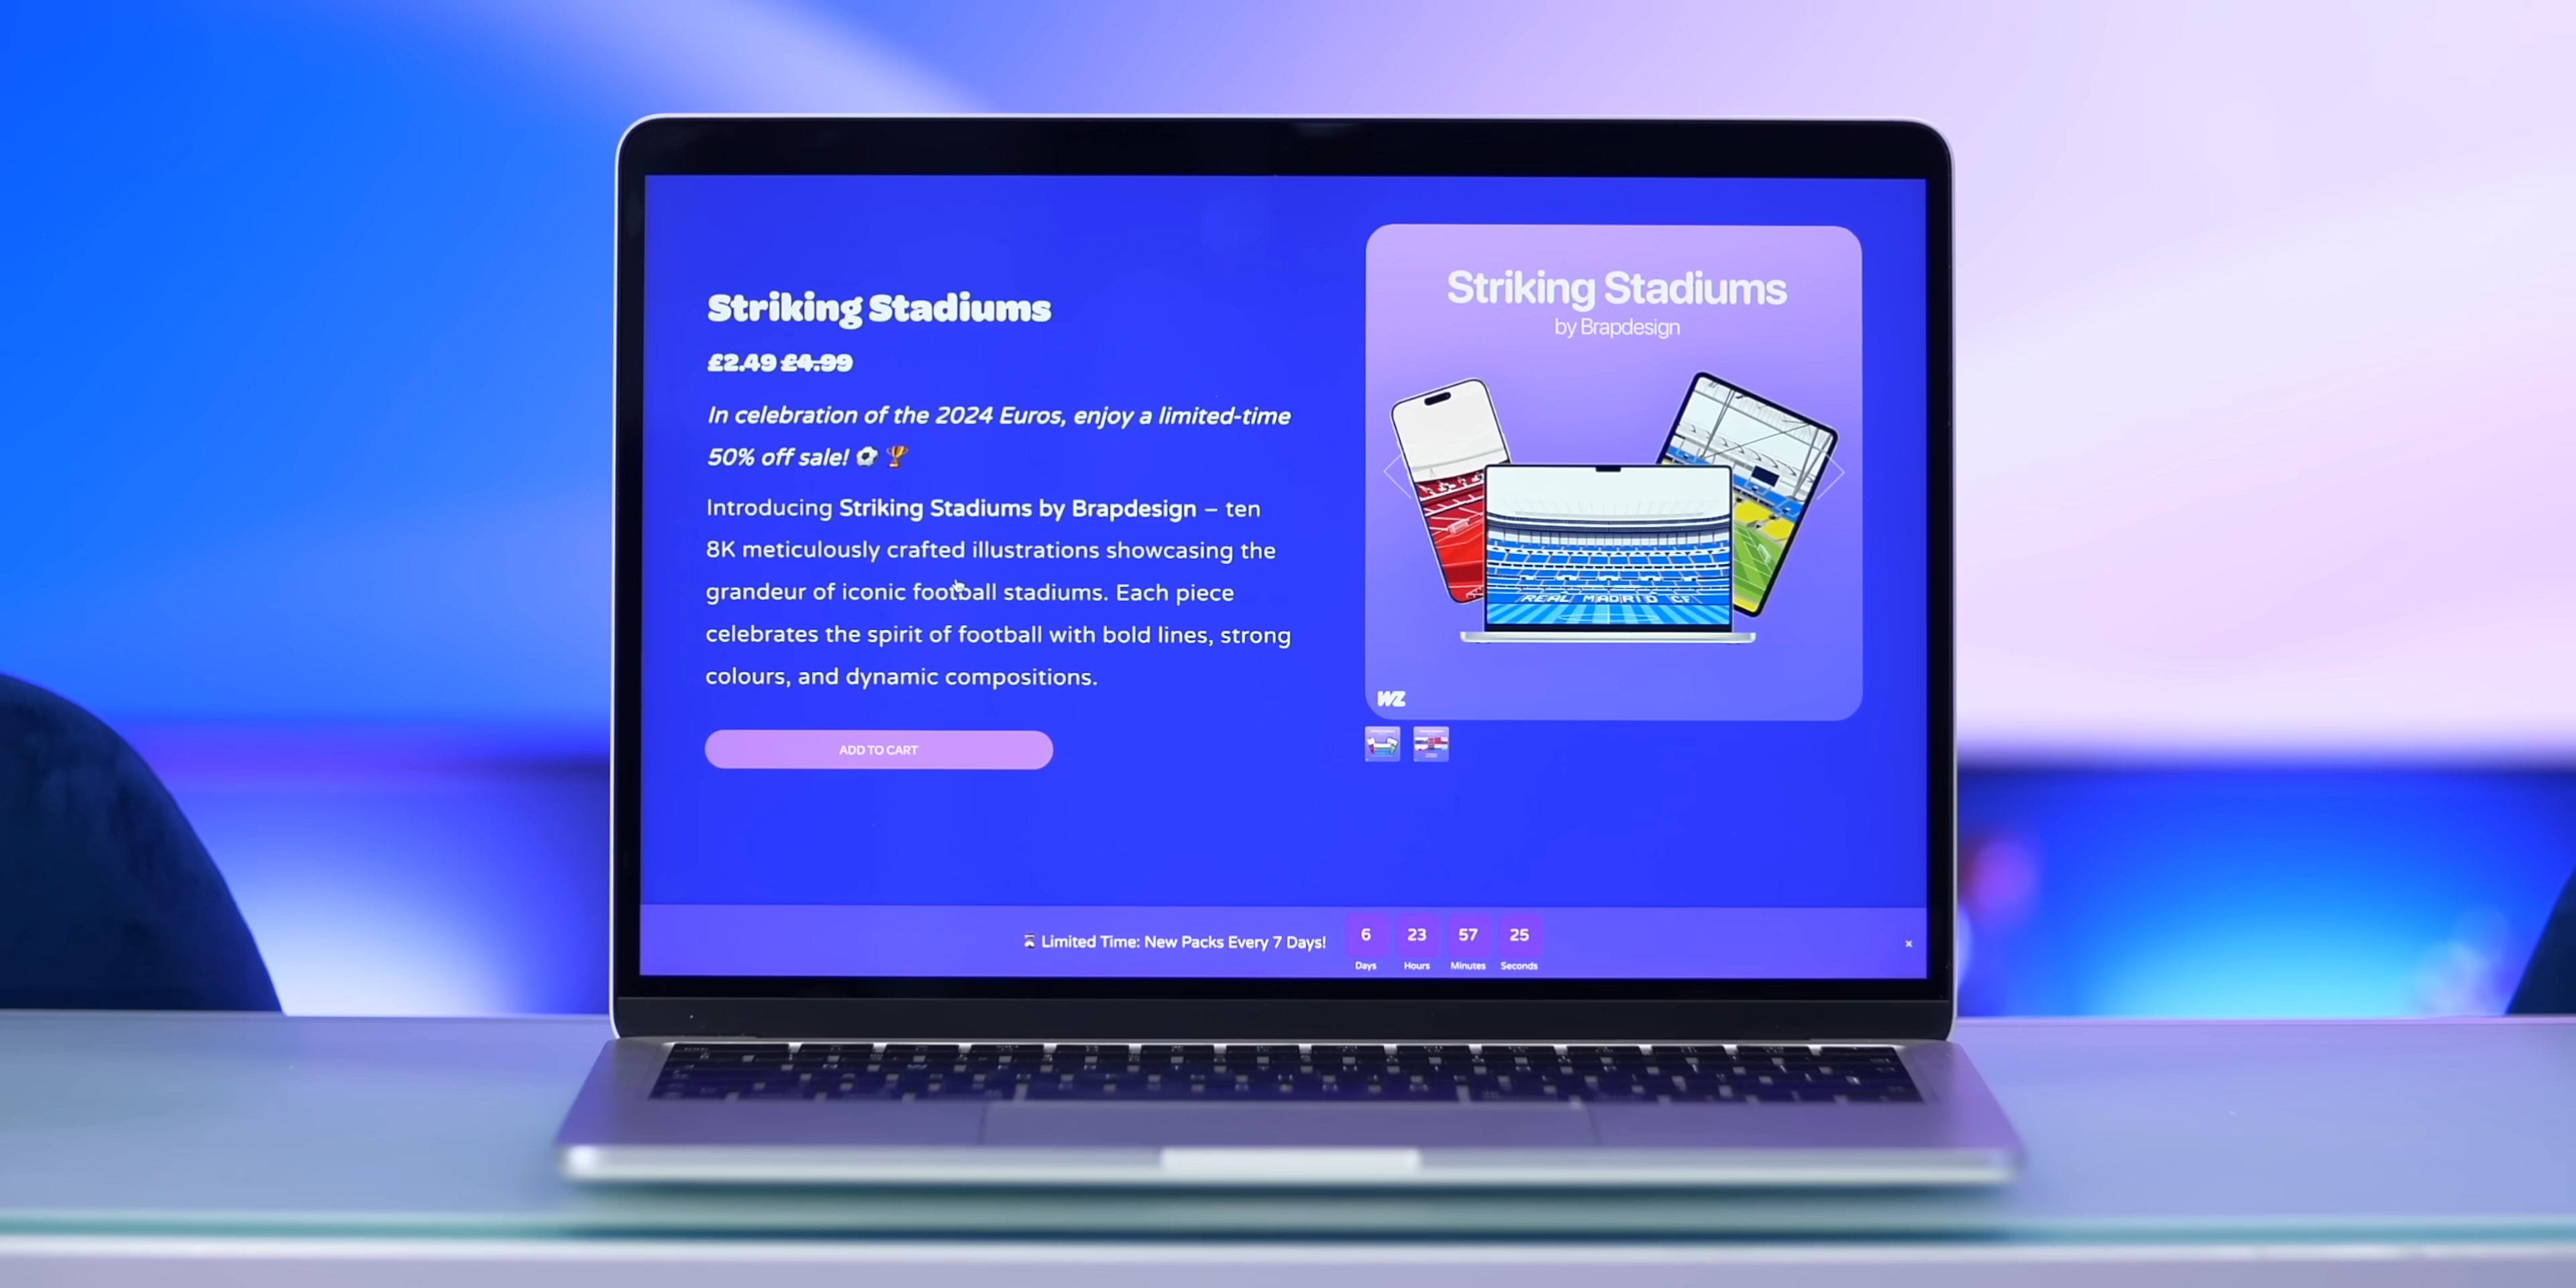 Striking Stadiums
£2.49 £4.99
In celebration of the 2024 Euros, enjoy a limited-time
50% off sale! ⚽ 🏆
Introducing Striking Stadiums by Brapdesign – ten
8K meticulously crafted illustrations showcasing the
grandeur of iconic football stadiums. Each piece
celebrates the spirit of football with bold lines, strong
colours, and dynamic compositions.
ADD TO CART
Striking Stadiums
by Brapdesign
REAL MADRID CF
WZ
⏳ Limited Time: New Packs Every 7 Days!
6 23 57 25
Days Hours Minutes Seconds
×